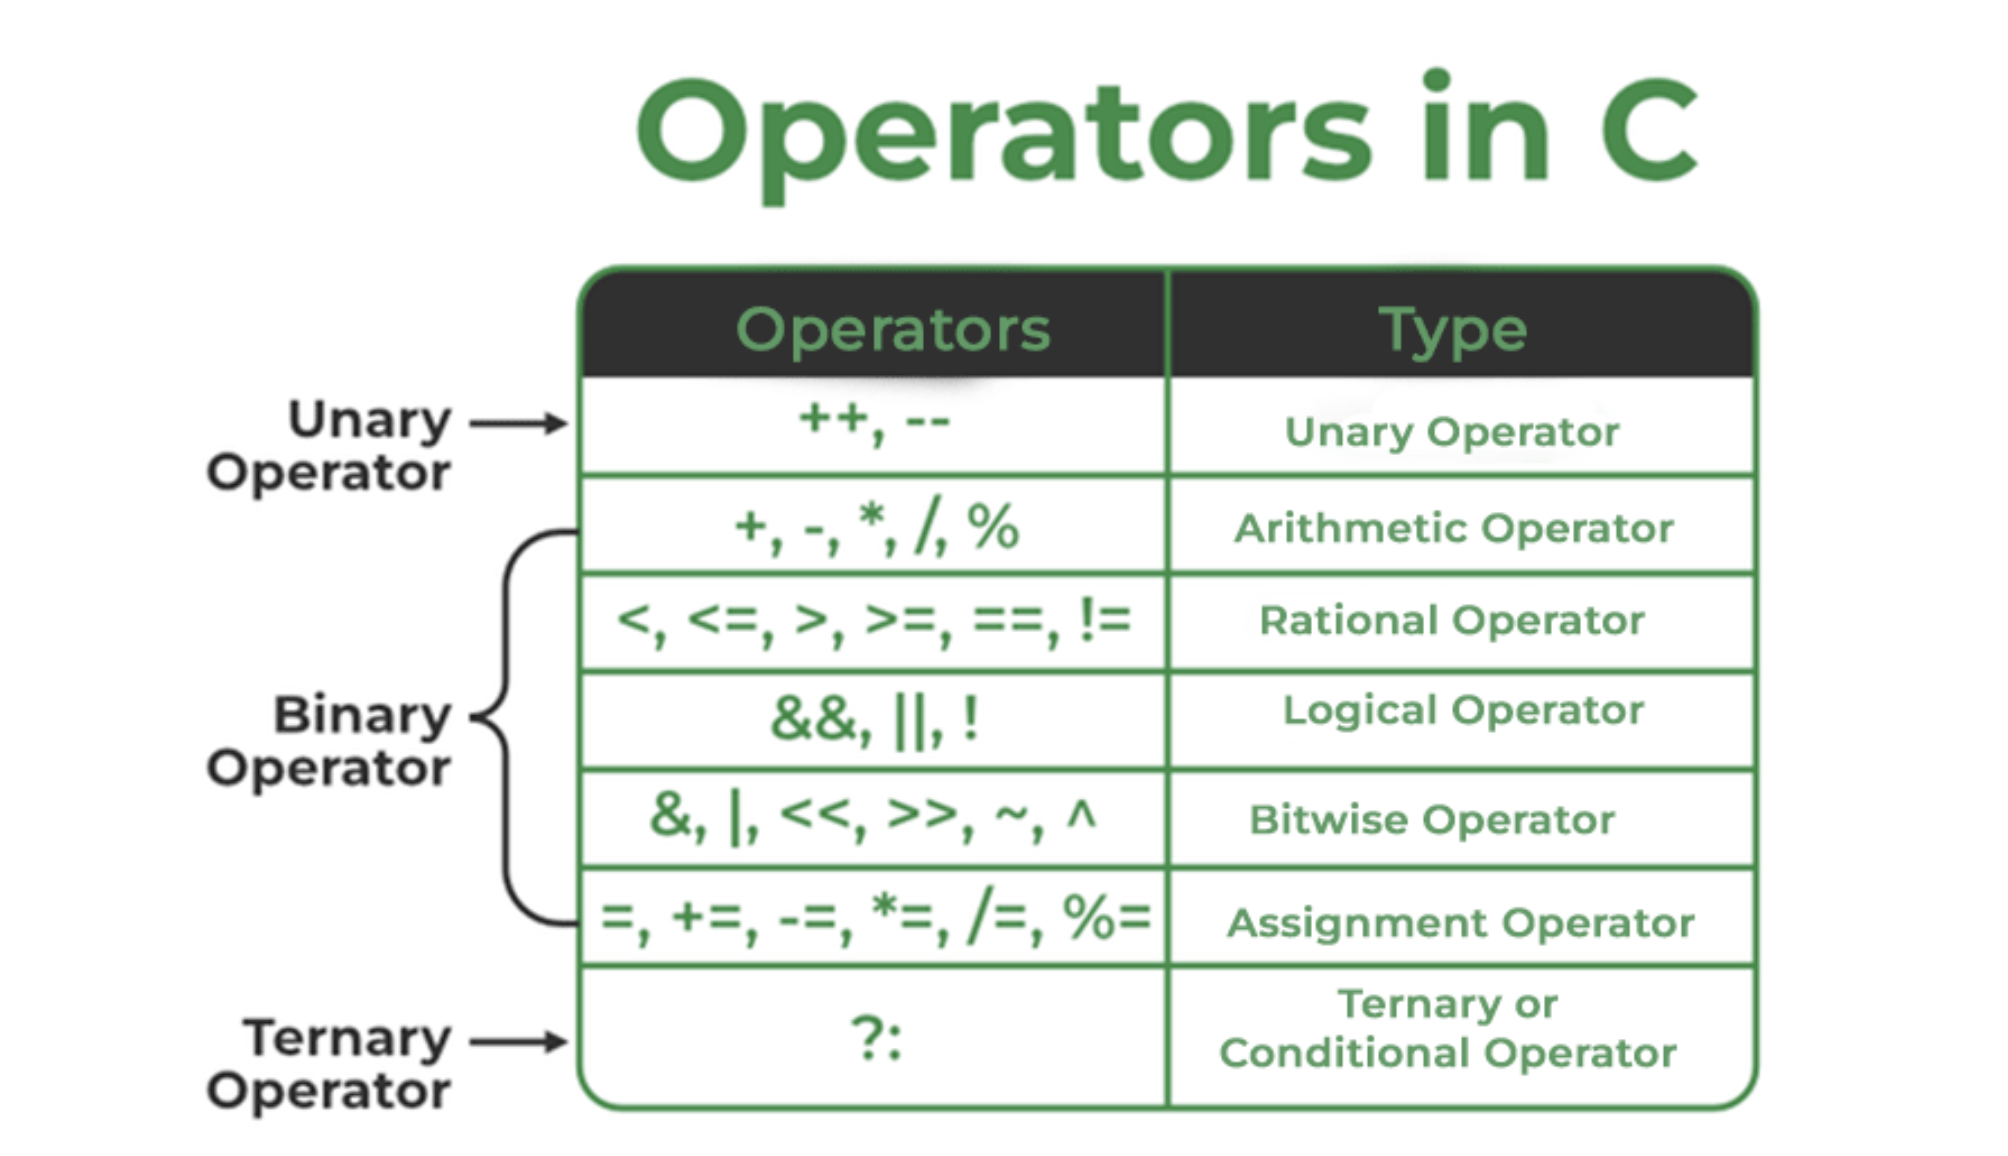 Operators in C
Operators Type
Unary
Operator
++, -- Unary Operator
+, -, *, /, % Arithmetic Operator
<, <=, >, >=, ==, != Rational Operator
Binary
Operator
&&, ||, ! Logical Operator
&, |, <<, >>, ~, ^ Bitwise Operator
=, +=, -=, *=, /=, %= Assignment Operator
Ternary
Operator
?: Ternary or
Conditional Operator